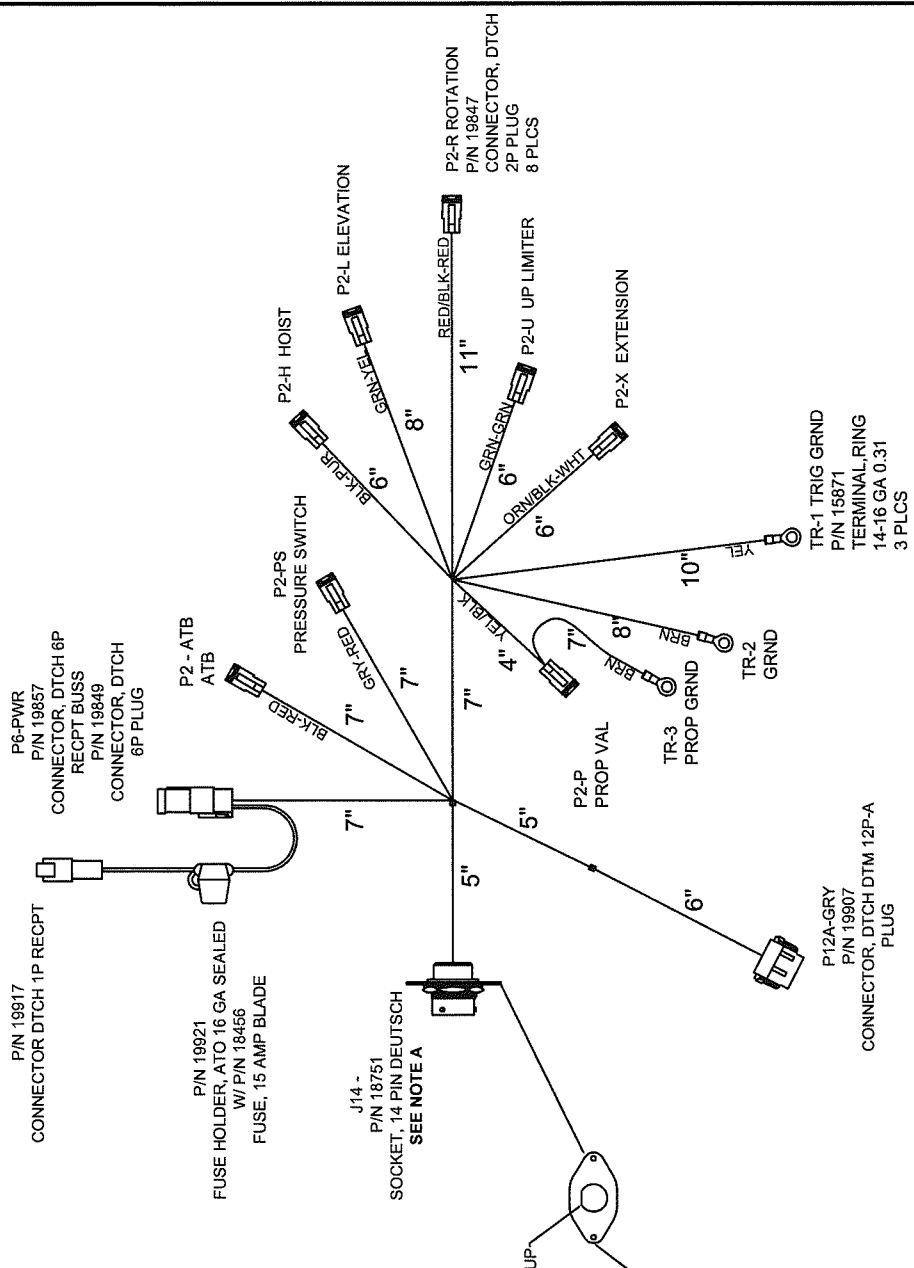 P/N 19917
CONNECTOR DTCH 1P RECPT
P6-PWR
P/N 19857
CONNECTOR, DTCH 6P
RECPT BUSS
P/N 19849
CONNECTOR, DTCH
6P PLUG
P/N 19921
FUSE HOLDER, ATO 16 GA SEALED
W/ P/N 18456
FUSE, 15 AMP BLADE
J14 -
P/N 18751
SOCKET, 14 PIN DEUTSCH
SEE NOTE A
UP-
P2 - ATB
ATB
BLK-RED
7"
P2-PS
PRESSURE SWITCH
GRY-RED
7"
7"
5"
7"
5"
6"
P12A-GRY
P/N 19907
CONNECTOR, DTCH DTM 12P-A
PLUG
P2-H HOIST
BLK-PUR
6"
P2-L ELEVATION
GRN-YEL
8"
P2-R ROTATION
P/N 19847
CONNECTOR, DTCH
2P PLUG
8 PLCS
RED/BLK-RED
11"
P2-U UP LIMITER
GRN-GRN
6"
P2-X EXTENSION
ORN/BLK-WHT
6"
TR-1 TRIG GRND
P/N 15871
TERMINAL,RING
14-16 GA 0.31
3 PLCS
YEL
10"
TR-2
GRND
BRN
8"
TR-3
PROP GRND
BRN
7"
P2-P
PROP VAL
YEL/BLK
4"